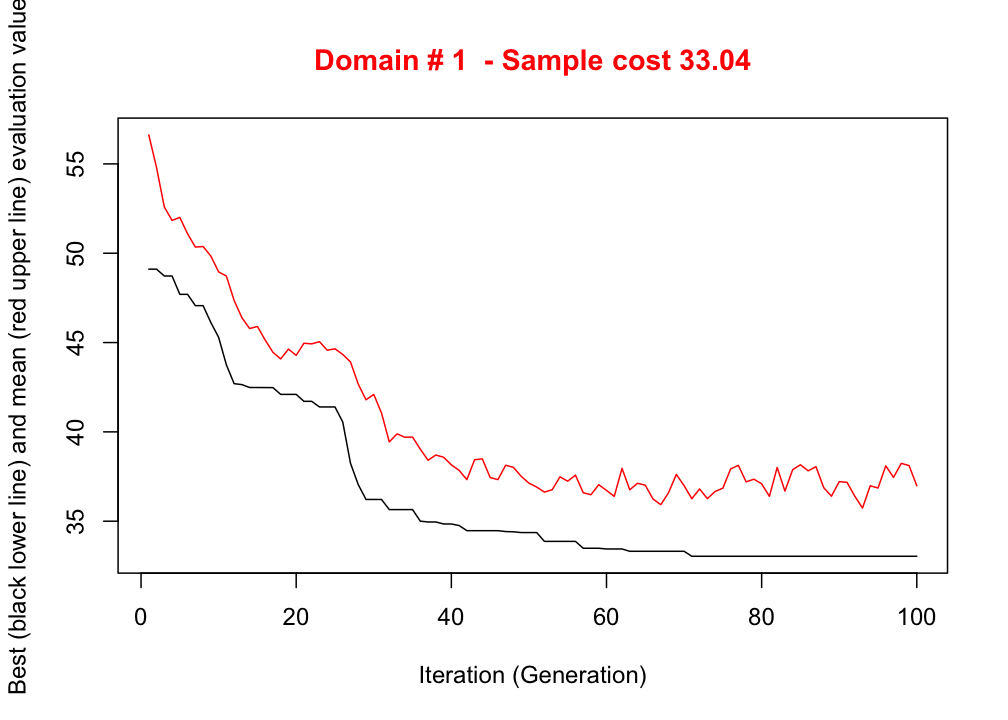 Domain # 1  - Sample cost 33.04
Best (black lower line) and mean (red upper line) evaluation value
55
50
45
40
35
0 20 40 60 80 100
Iteration (Generation)